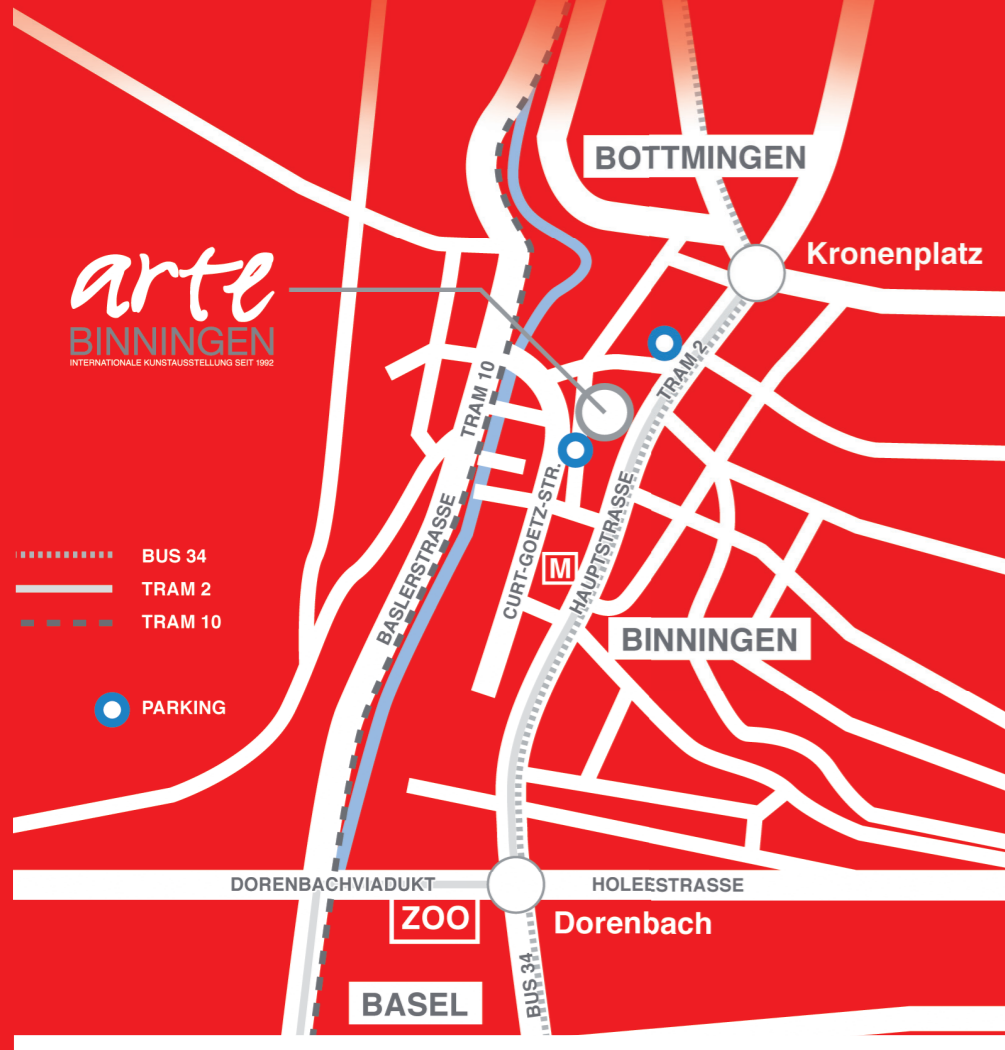 BOTTMINGEN
Kronenplatz
arte
BINNINGEN
INTERNATIONALE KUNSTAUSSTELLUNG SEIT 1992
TRAM 2
TRAM 10
BASLERSTRASSE
CURT-GOETZ-STR.
HAUPTSTRASSE
M
BUS 34
TRAM 2
TRAM 10
BINNINGEN
PARKING
DORENBACHVIADUKT
HOLEESTRASSE
ZOO
Dorenbach
BUS 34
BASEL